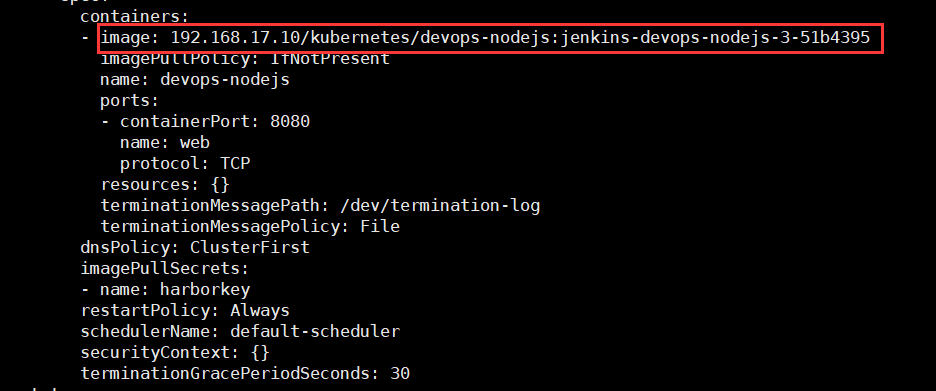 containers:
- image: 192.168.17.10/kubernetes/devops-nodejs:jenkins-devops-nodejs-3-51b4395
imagePullPolicy: IfNotPresent
name: devops-nodejs
ports:
- containerPort: 8080
name: web
protocol: TCP
resources: {}
terminationMessagePath: /dev/termination-log
terminationMessagePolicy: File
dnsPolicy: ClusterFirst
imagePullSecrets:
- name: harborkey
restartPolicy: Always
schedulerName: default-scheduler
securityContext: {}
terminationGracePeriodSeconds: 30